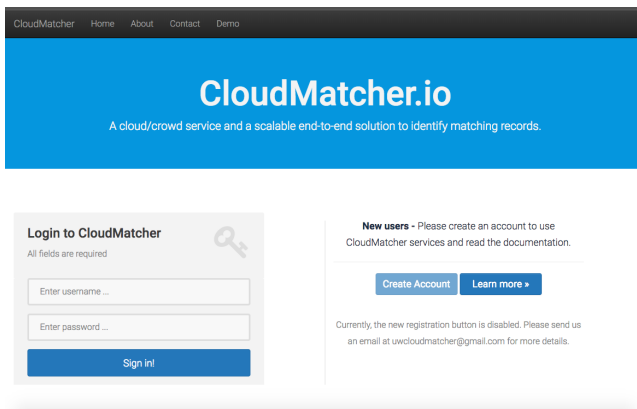 CloudMatcher Home About Contact Demo
CloudMatcher.io
A cloud/crowd service and a scalable end-to-end solution to identify matching records.
Login to CloudMatcher
All fields are required
Enter username ...
Enter password ...
Sign in!
New users - Please create an account to use
CloudMatcher services and read the documentation.
Create Account Learn more »
Currently, the new registration button is disabled. Please send us
an email at uwcloudmatcher@gmail.com for more details.